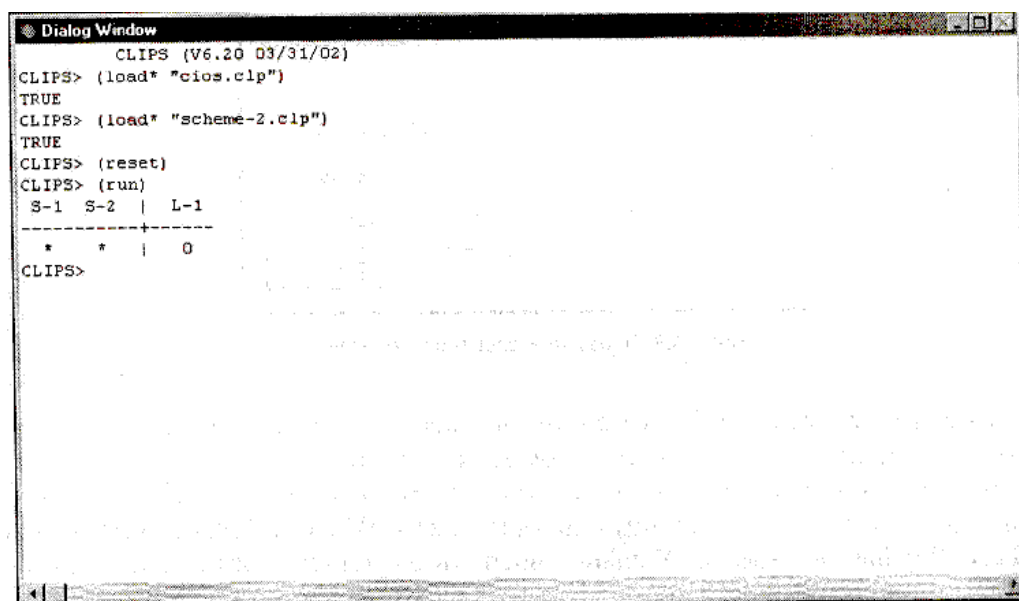 Dialog Window
CLIPS (V6.20 03/31/02)
CLIPS> (load* "cios.clp")
TRUE
CLIPS> (load* "scheme-2.clp")
TRUE
CLIPS> (reset)
CLIPS> (run)
S-1 S-2 | L-1
-----------+------
* * | 0
CLIPS>